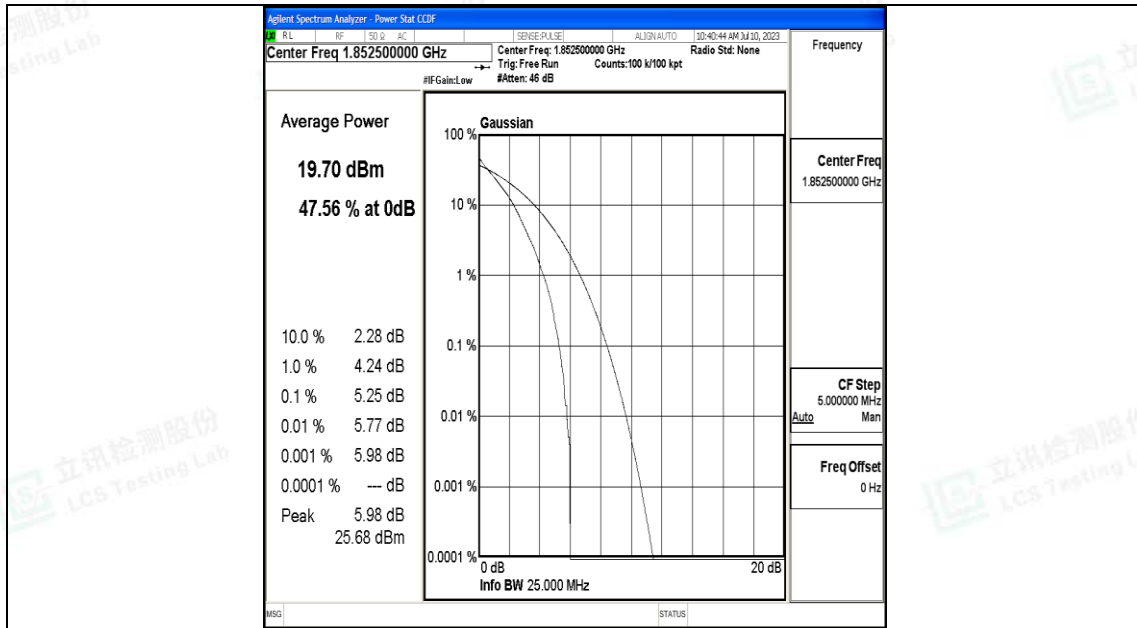 Agilent Spectrum Analyzer - Power Stat CCDF
RL RF 50 Ω AC SENSE:PULSE ALIGN AUTO 10:40:44 AM Jul 10, 2023
Center Freq 1.852500000 GHz
Center Freq: 1.852500000 GHz Radio Std: None
Trig: Free Run Counts:100 k/100 kpt
#IFGain:Low #Atten: 46 dB
Frequency
Average Power
19.70 dBm
47.56 % at 0dB
10.0 % 2.28 dB
1.0 % 4.24 dB
0.1 % 5.25 dB
0.01 % 5.77 dB
0.001 % 5.98 dB
0.0001 % --- dB
Peak 5.98 dB
25.68 dBm
Gaussian
100 %
10 %
1 %
0.1 %
0.01 %
0.001 %
0.0001 %
0 dB 20 dB
Info BW 25.000 MHz
Center Freq
1.852500000 GHz
CF Step
5.000000 MHz
Auto Man
Freq Offset
0 Hz
MSG STATUS
立讯检测股份
LCS Testing Lab